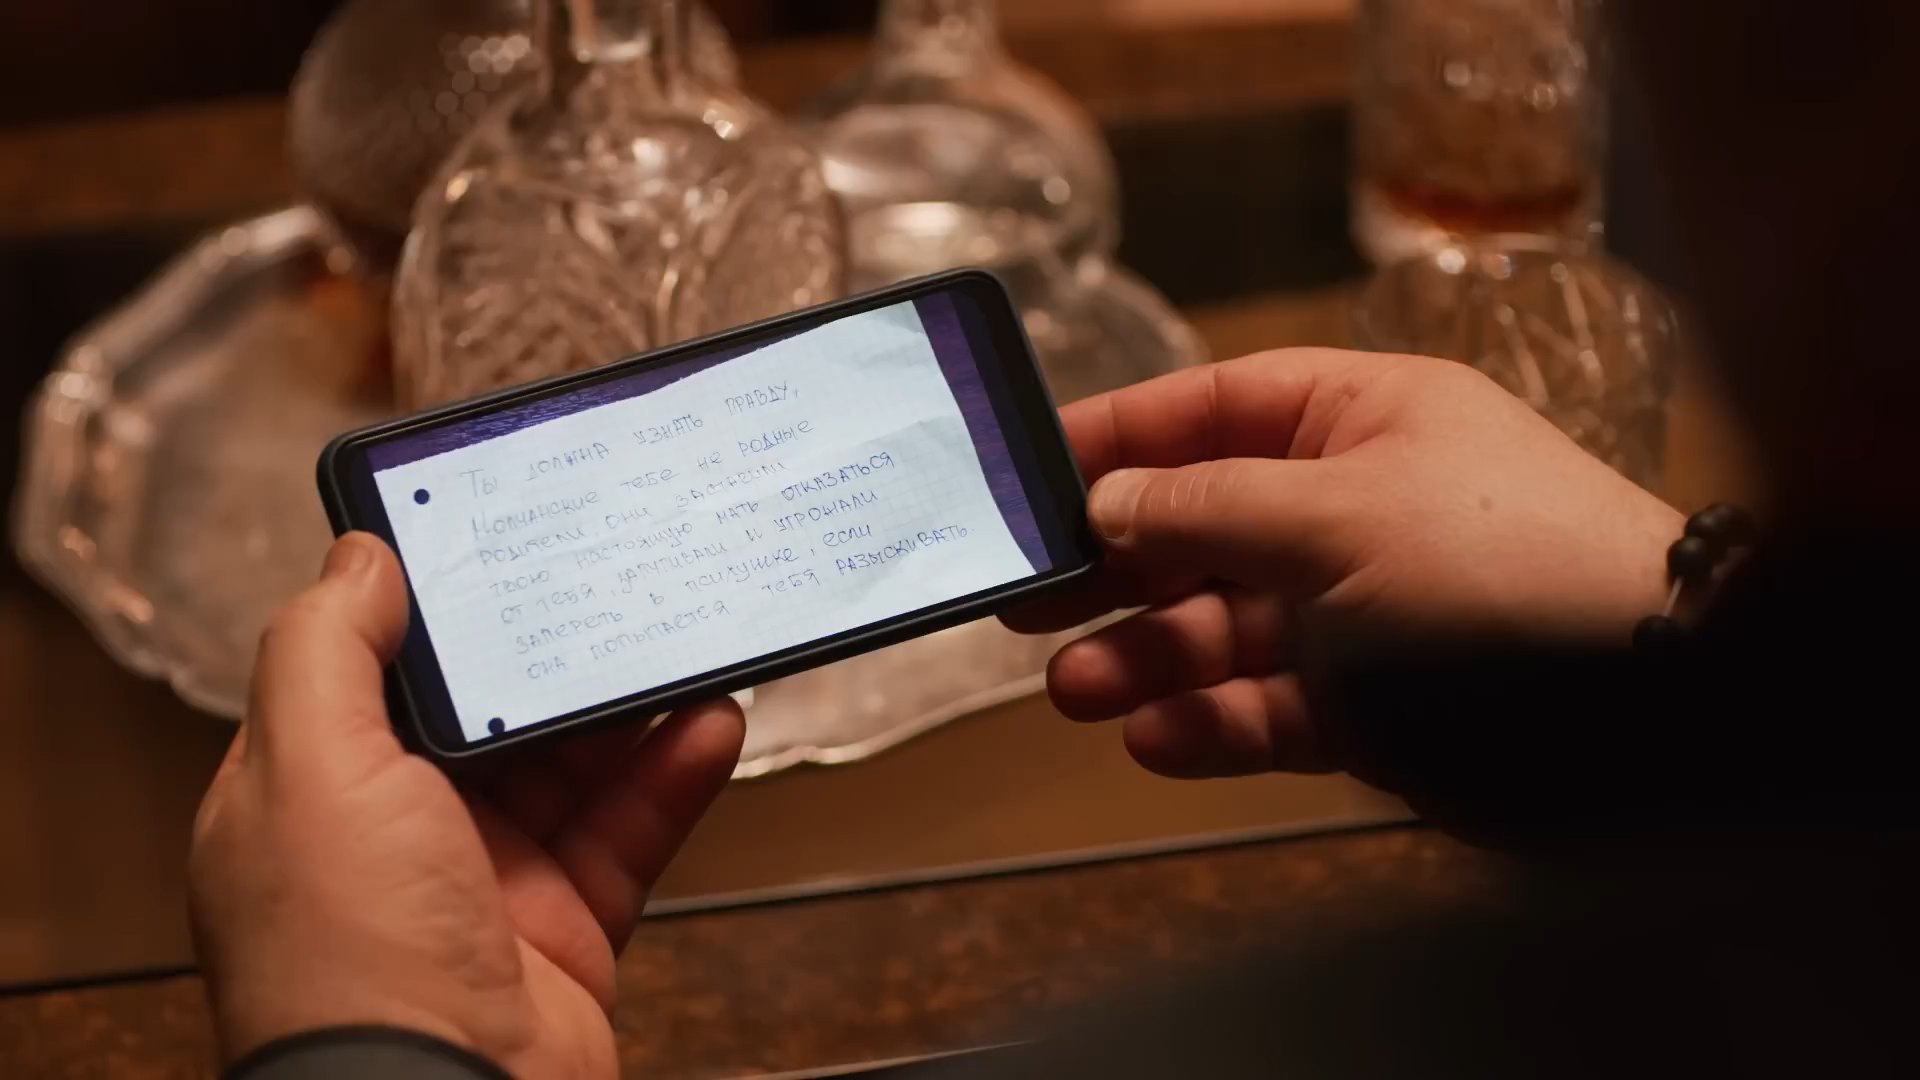 Ты должна узнать правду,
Молчанские тебе не родные
родители. Они заставили
твою настоящую мать отказаться
от тебя, запугивали и угрожали
запереть в психушке, если
она попытается тебя разыскивать.